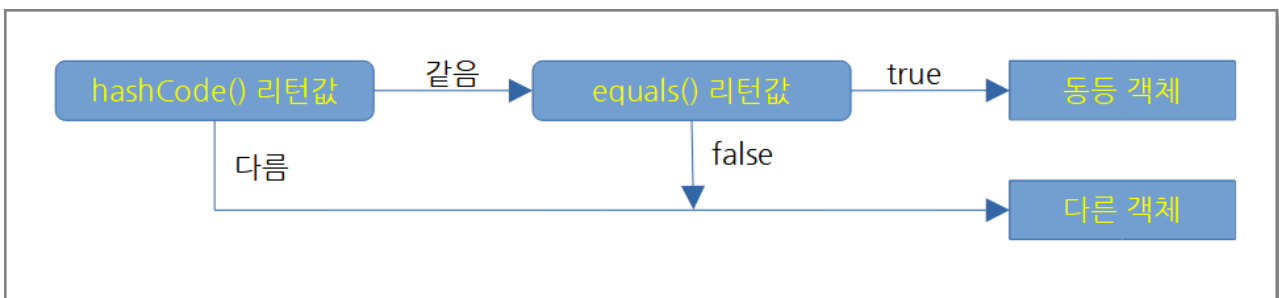 hashCode() 리턴값
같음
equals() 리턴값
true
동등 객체
다름
false
다른 객체